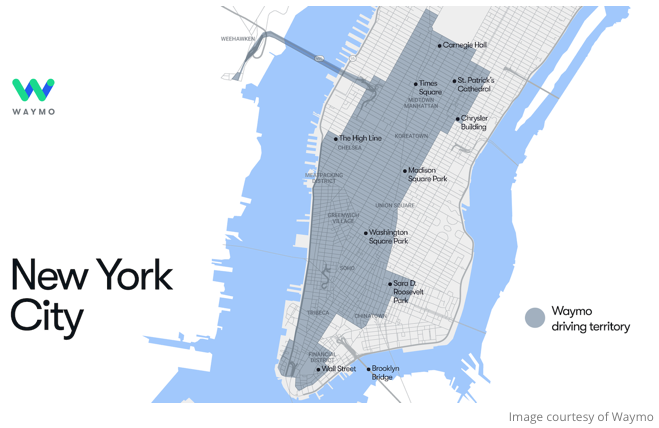 WEEHAWKEN
Carnegie Hall
WAYMO
Times
Square
St. Patrick's
Cathedral
MIDTOWN
MANHATTAN
Chrysler
Building
The High Line
KOREATOWN
CHELSEA
Madison
Square Park
MEATPACKING
DISTRICT
UNION SQUARE
GREENWICH
VILLAGE
Washington
Square Park
New York
City
SOHO
Sara D.
Roosevelt
Park
TRIBECA
CHINATOWN
Waymo
driving territory
FINANCIAL
DISTRICT
Wall Street
Brooklyn
Bridge
Image courtesy of Waymo